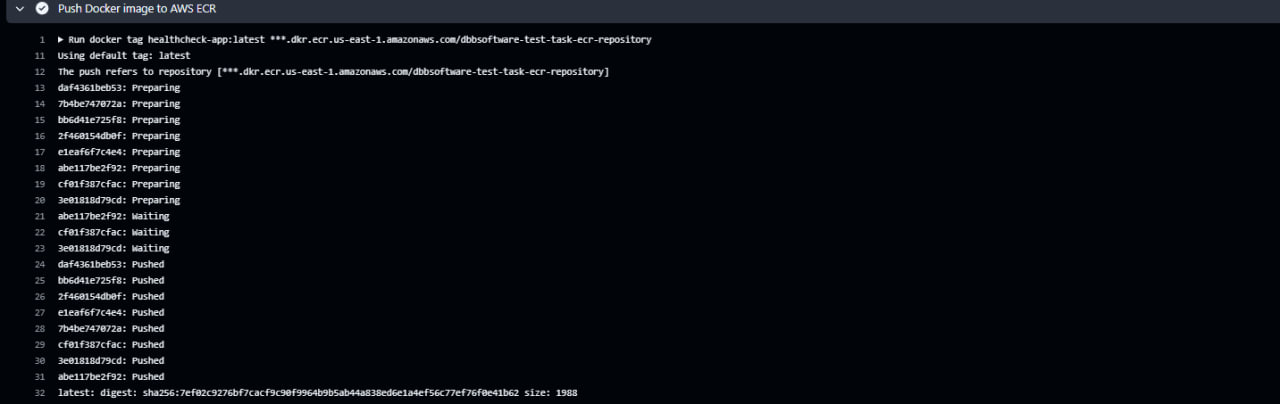 Push Docker image to AWS ECR
1 ▶ Run docker tag healthcheck-app:latest ***.dkr.ecr.us-east-1.amazonaws.com/dbbsoftware-test-task-ecr-repository
11 Using default tag: latest
12 The push refers to repository [***.dkr.ecr.us-east-1.amazonaws.com/dbbsoftware-test-task-ecr-repository]
13 daf4361beb53: Preparing
14 7b4be747072a: Preparing
15 bb6d41e725f8: Preparing
16 2f460154db0f: Preparing
17 e1eaf6f7c4e4: Preparing
18 abe117be2f92: Preparing
19 cf01f387cfac: Preparing
20 3e01818d79cd: Preparing
21 abe117be2f92: Waiting
22 cf01f387cfac: Waiting
23 3e01818d79cd: Waiting
24 daf4361beb53: Pushed
25 bb6d41e725f8: Pushed
26 2f460154db0f: Pushed
27 e1eaf6f7c4e4: Pushed
28 7b4be747072a: Pushed
29 cf01f387cfac: Pushed
30 3e01818d79cd: Pushed
31 abe117be2f92: Pushed
32 latest: digest: sha256:7ef02c9276bf7cacf9c90f9964b9b5ab44a838ed6e1a4ef56c77ef76f0e41b62 size: 1988